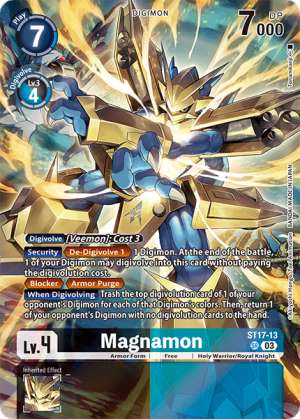 DIGIMON
Play
7
DP
7000
Digivolve
Lv.3
4
Digivolve [Veemon]: Cost 3
Security De-Digivolve 1 1 Digimon. At the end of the battle,
1 of your Digimon may digivolve into this card without paying
the digivolution cost.
Blocker Armor Purge
When Digivolving Trash the top digivolution card of 1 of your
opponent's Digimon for each of that Digimon's colors. Then, return 1
of your opponent's Digimon with no digivolution cards to the hand.
ST17-13
Lv.4
Magnamon
03
Armor Form
Free
Holy Warrior/Royal Knight
Inherited Effect